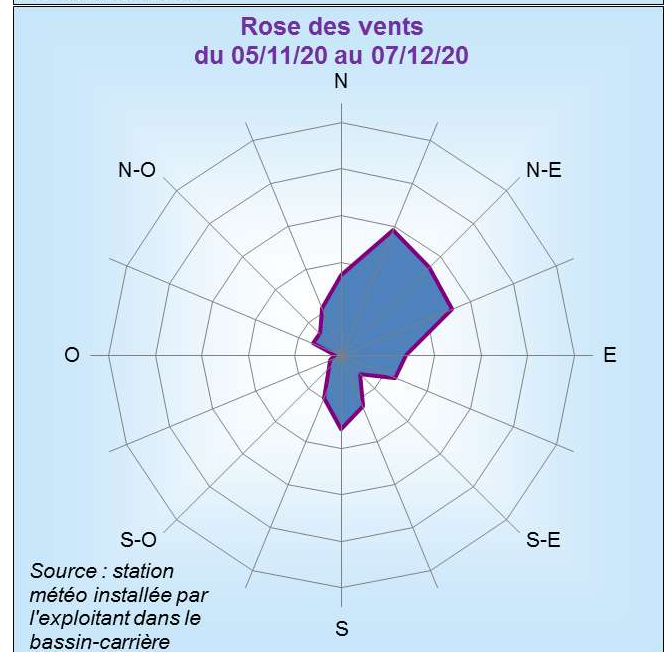 Rose des vents
du 05/11/20 au 07/12/20
N
N-O
N-E
O
E
S-O
S-E
S
Source : station
météo installée par
l'exploitant dans le
bassin-carrière